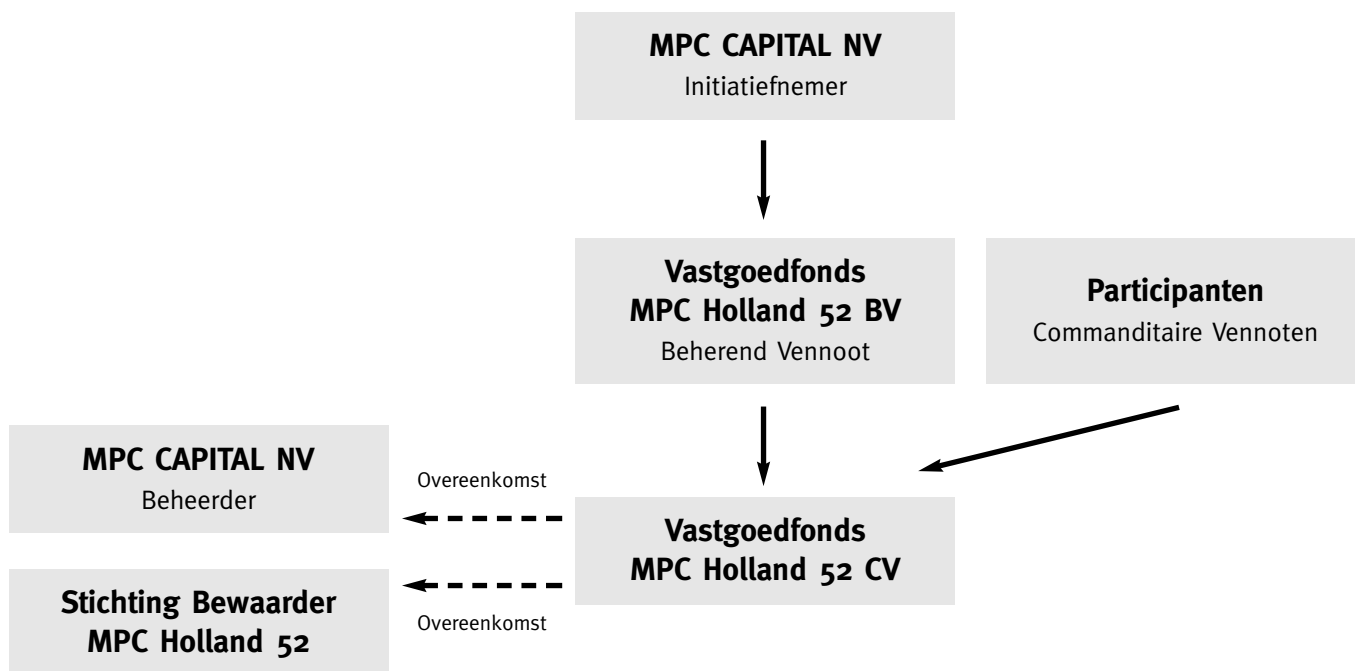 MPC CAPITAL NV
Initiatiefnemer
Vastgoedfonds
MPC Holland 52 BV
Beherend Vennoot
Participanten
Commanditaire Vennoten
MPC CAPITAL NV
Beheerder
Overeenkomst
Vastgoedfonds
MPC Holland 52 CV
Stichting Bewaarder
MPC Holland 52
Overeenkomst